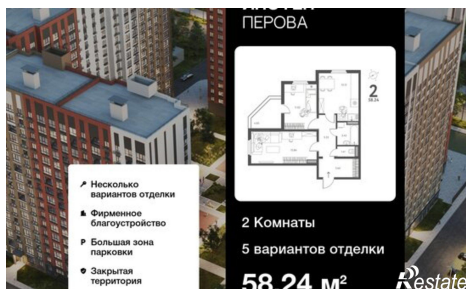 ПЕРОВА
2
58.24
Несколько
вариантов отделки
Фирменное
благоустройство
P Большая зона
парковки
Закрытая
территория
2 Комнаты
5 вариантов отделки
58.24 м²
Restate